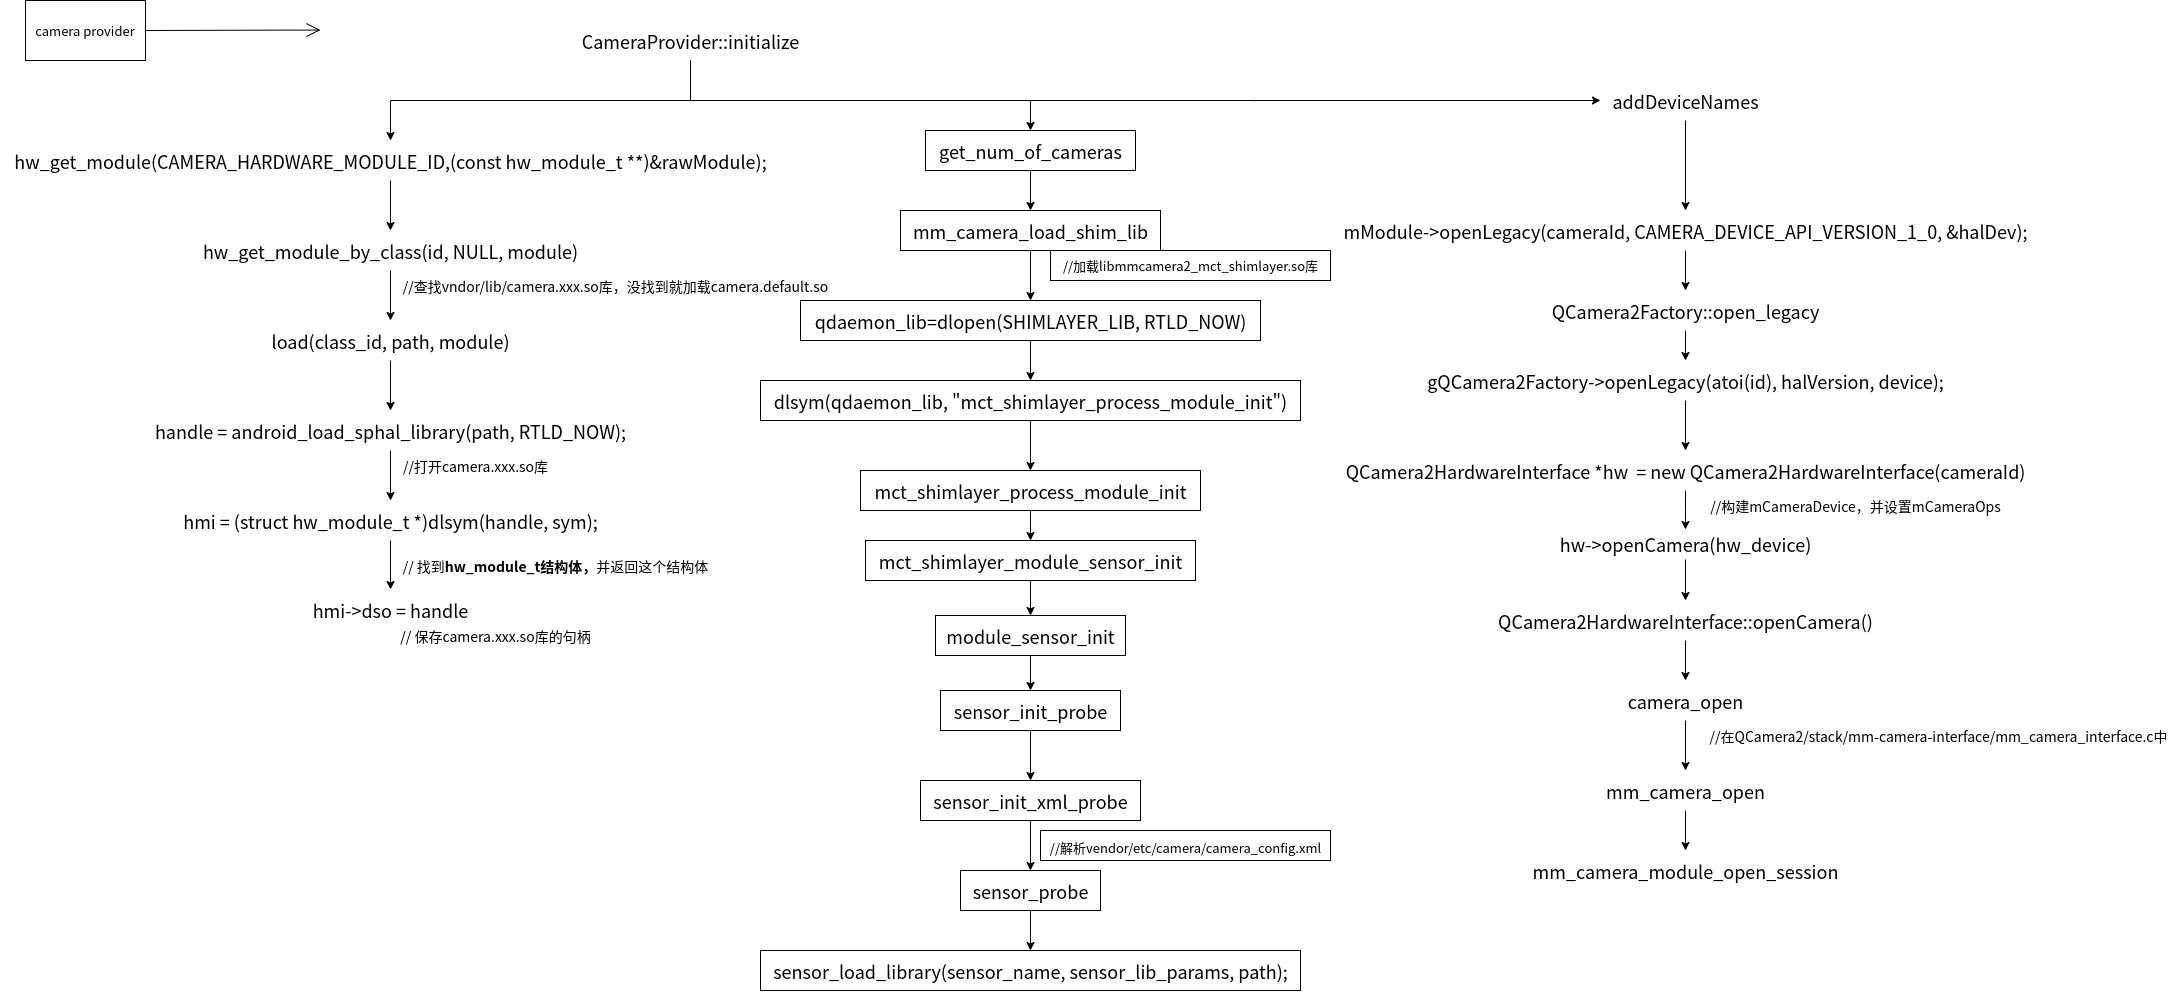 camera provider
CameraProvider::initialize
hw_get_module(CAMERA_HARDWARE_MODULE_ID,(const hw_module_t **)&rawModule);
hw_get_module_by_class(id, NULL, module)
//查找vndor/lib/camera.xxx.so库，没找到就加载camera.default.so
load(class_id, path, module)
handle = android_load_sphal_library(path, RTLD_NOW);
//打开camera.xxx.so库
hmi = (struct hw_module_t *)dlsym(handle, sym);
// 找到hw_module_t结构体，并返回这个结构体
hmi->dso = handle
// 保存camera.xxx.so库的句柄
get_num_of_cameras
mm_camera_load_shim_lib
//加载libmmcamera2_mct_shimlayer.so库
qdaemon_lib=dlopen(SHIMLAYER_LIB, RTLD_NOW)
dlsym(qdaemon_lib, "mct_shimlayer_process_module_init")
mct_shimlayer_process_module_init
mct_shimlayer_module_sensor_init
module_sensor_init
sensor_init_probe
sensor_init_xml_probe
//解析vendor/etc/camera/camera_config.xml
sensor_probe
sensor_load_library(sensor_name, sensor_lib_params, path);
addDeviceNames
mModule->openLegacy(cameraId, CAMERA_DEVICE_API_VERSION_1_0, &halDev);
QCamera2Factory::open_legacy
gQCamera2Factory->openLegacy(atoi(id), halVersion, device);
QCamera2HardwareInterface *hw = new QCamera2HardwareInterface(cameraId)
//构建mCameraDevice，并设置mCameraOps
hw->openCamera(hw_device)
QCamera2HardwareInterface::openCamera()
camera_open
//在QCamera2/stack/mm-camera-interface/mm_camera_interface.c中
mm_camera_open
mm_camera_module_open_session